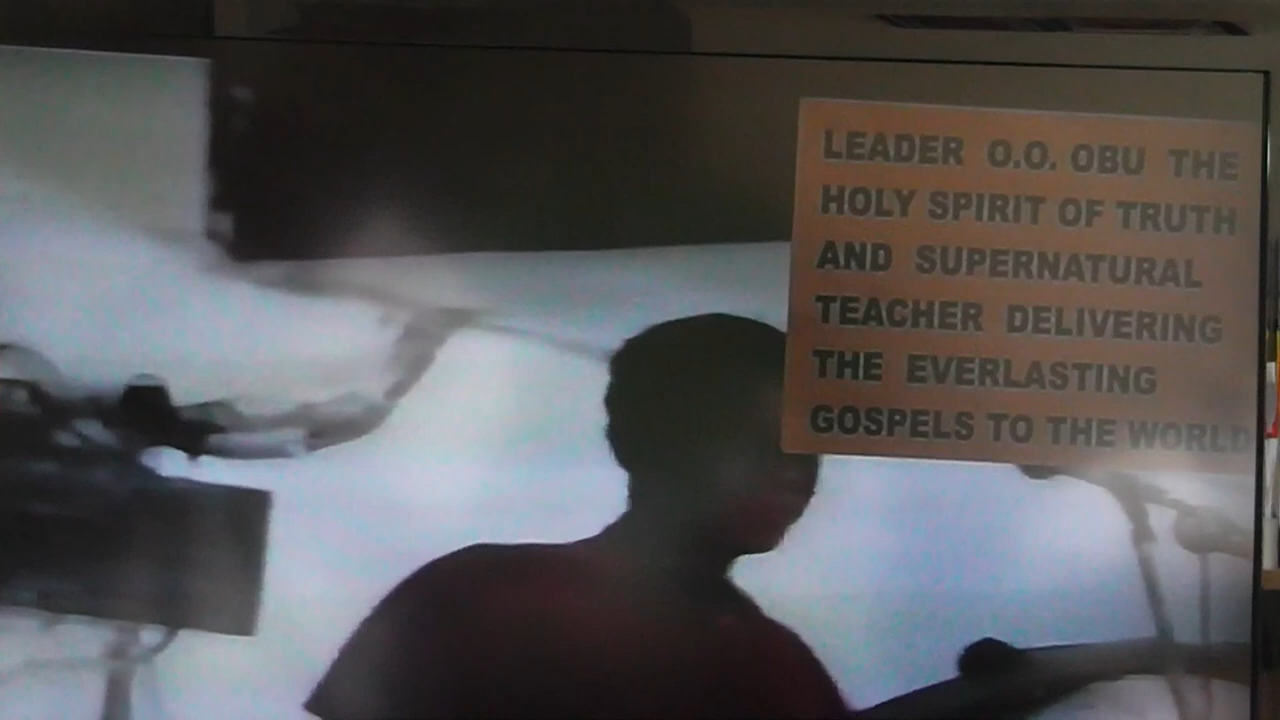 LEADER O.O. OBU THE
HOLY SPIRIT OF TRUTH
AND SUPERNATURAL
TEACHER DELIVERING
THE EVERLASTING
GOSPELS TO THE WORLD